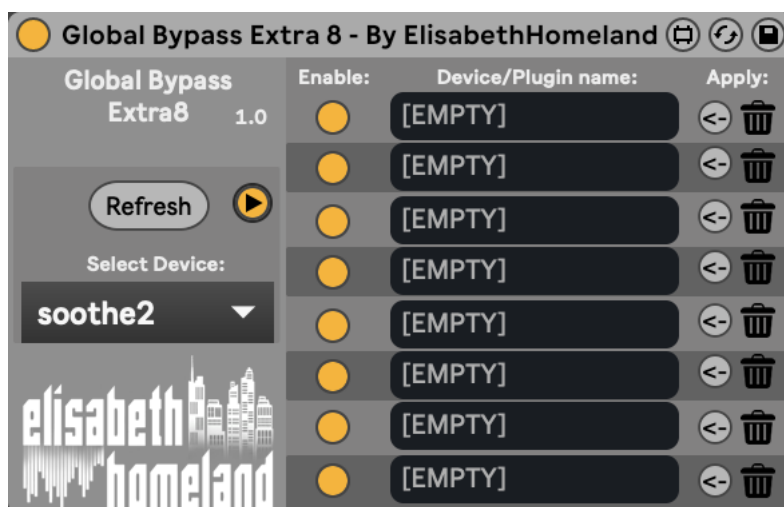 Global Bypass Extra 8 - By ElisabethHomeland
Global Bypass
Extra8 1.0
Refresh
Select Device:
soothe2
elisabeth
homeland
Enable: Device/Plugin name: Apply:
[EMPTY] <-
[EMPTY] <-
[EMPTY] <-
[EMPTY] <-
[EMPTY] <-
[EMPTY] <-
[EMPTY] <-
[EMPTY] <-